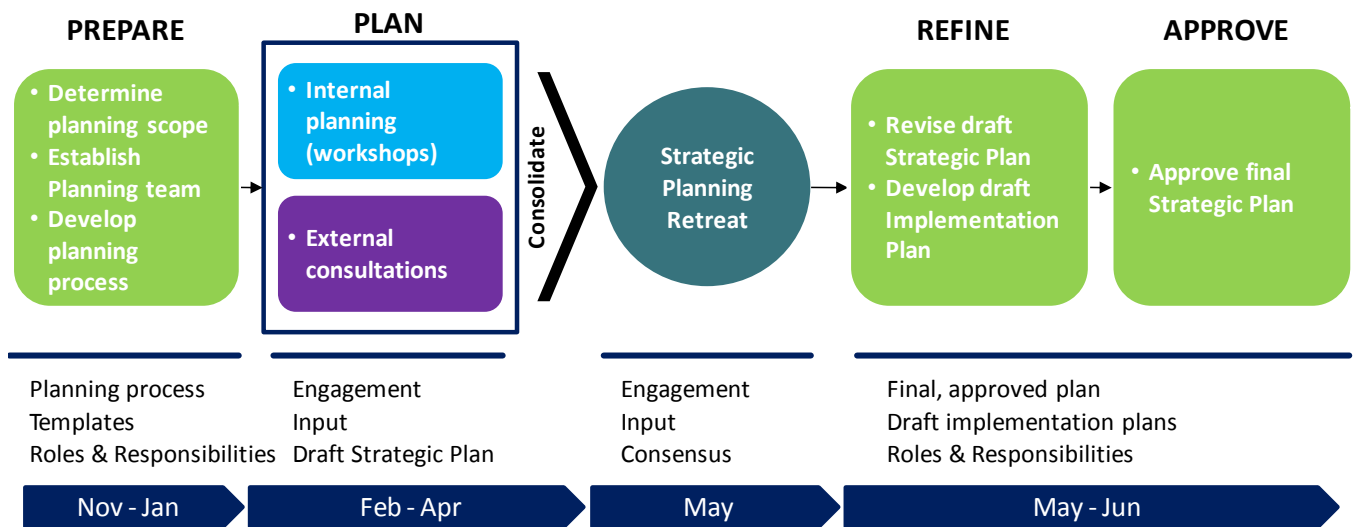 PREPARE
• Determine
planning scope
• Establish
Planning team
• Develop
planning
process
PLAN
• Internal
planning
(workshops)
• External
consultations
Consolidate
Strategic
Planning
Retreat
REFINE
• Revise draft
Strategic Plan
• Develop draft
Implementation
Plan
APPROVE
• Approve final
Strategic Plan
Planning process
Templates
Roles & Responsibilities
Engagement
Input
Draft Strategic Plan
Engagement
Input
Consensus
Final, approved plan
Draft implementation plans
Roles & Responsibilities
Nov - Jan
Feb - Apr
May
May - Jun